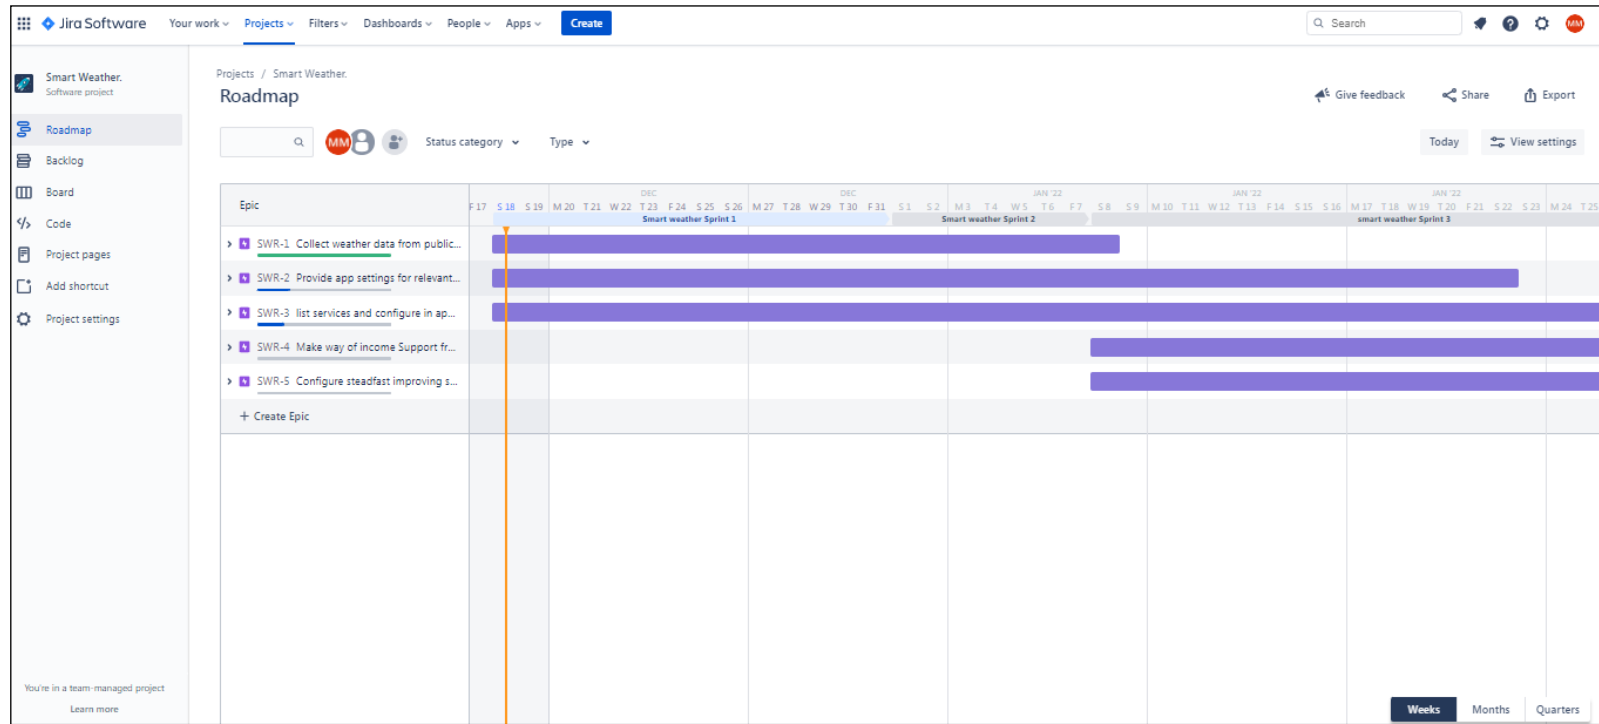 Jira Software Your work Projects Filters Dashboards People Apps Create Search MM
Smart Weather.
Software project
Roadmap
Backlog
Board
Code
Project pages
Add shortcut
Project settings
You're in a team-managed project
Learn more
Projects / Smart Weather.
Roadmap
Give feedback Share Export
MM Status category Type Today View settings
DEC DEC JAN '22 JAN '22 JAN '22
Epic F 17 S 18 S 19 M 20 T 21 W 22 T 23 F 24 S 25 S 26 M 27 T 28 W 29 T 30 F 31 S 1 S 2 M 3 T 4 W 5 T 6 F 7 S 8 S 9 M 10 T 11 W 12 T 13 F 14 S 15 S 16 M 17 T 18 W 19 T 20 F 21 S 22 S 23 M 24 T 25
Smart weather Sprint 1 Smart weather Sprint 2 smart weather Sprint 3
SWR-1 Collect weather data from public...
SWR-2 Provide app settings for relevant...
SWR-3 list services and configure in ap...
SWR-4 Make way of income Support fr...
SWR-5 Configure steadfast improving s...
+ Create Epic
Weeks Months Quarters